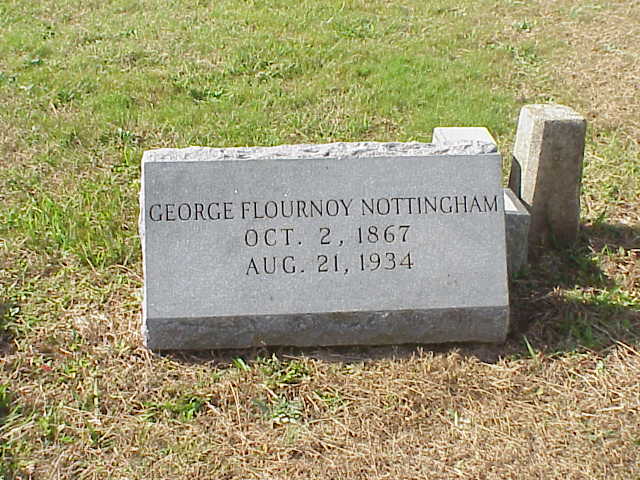 GEORGE FLOURNOY NOTTINGHAM
OCT. 2, 1867
AUG. 21, 1934